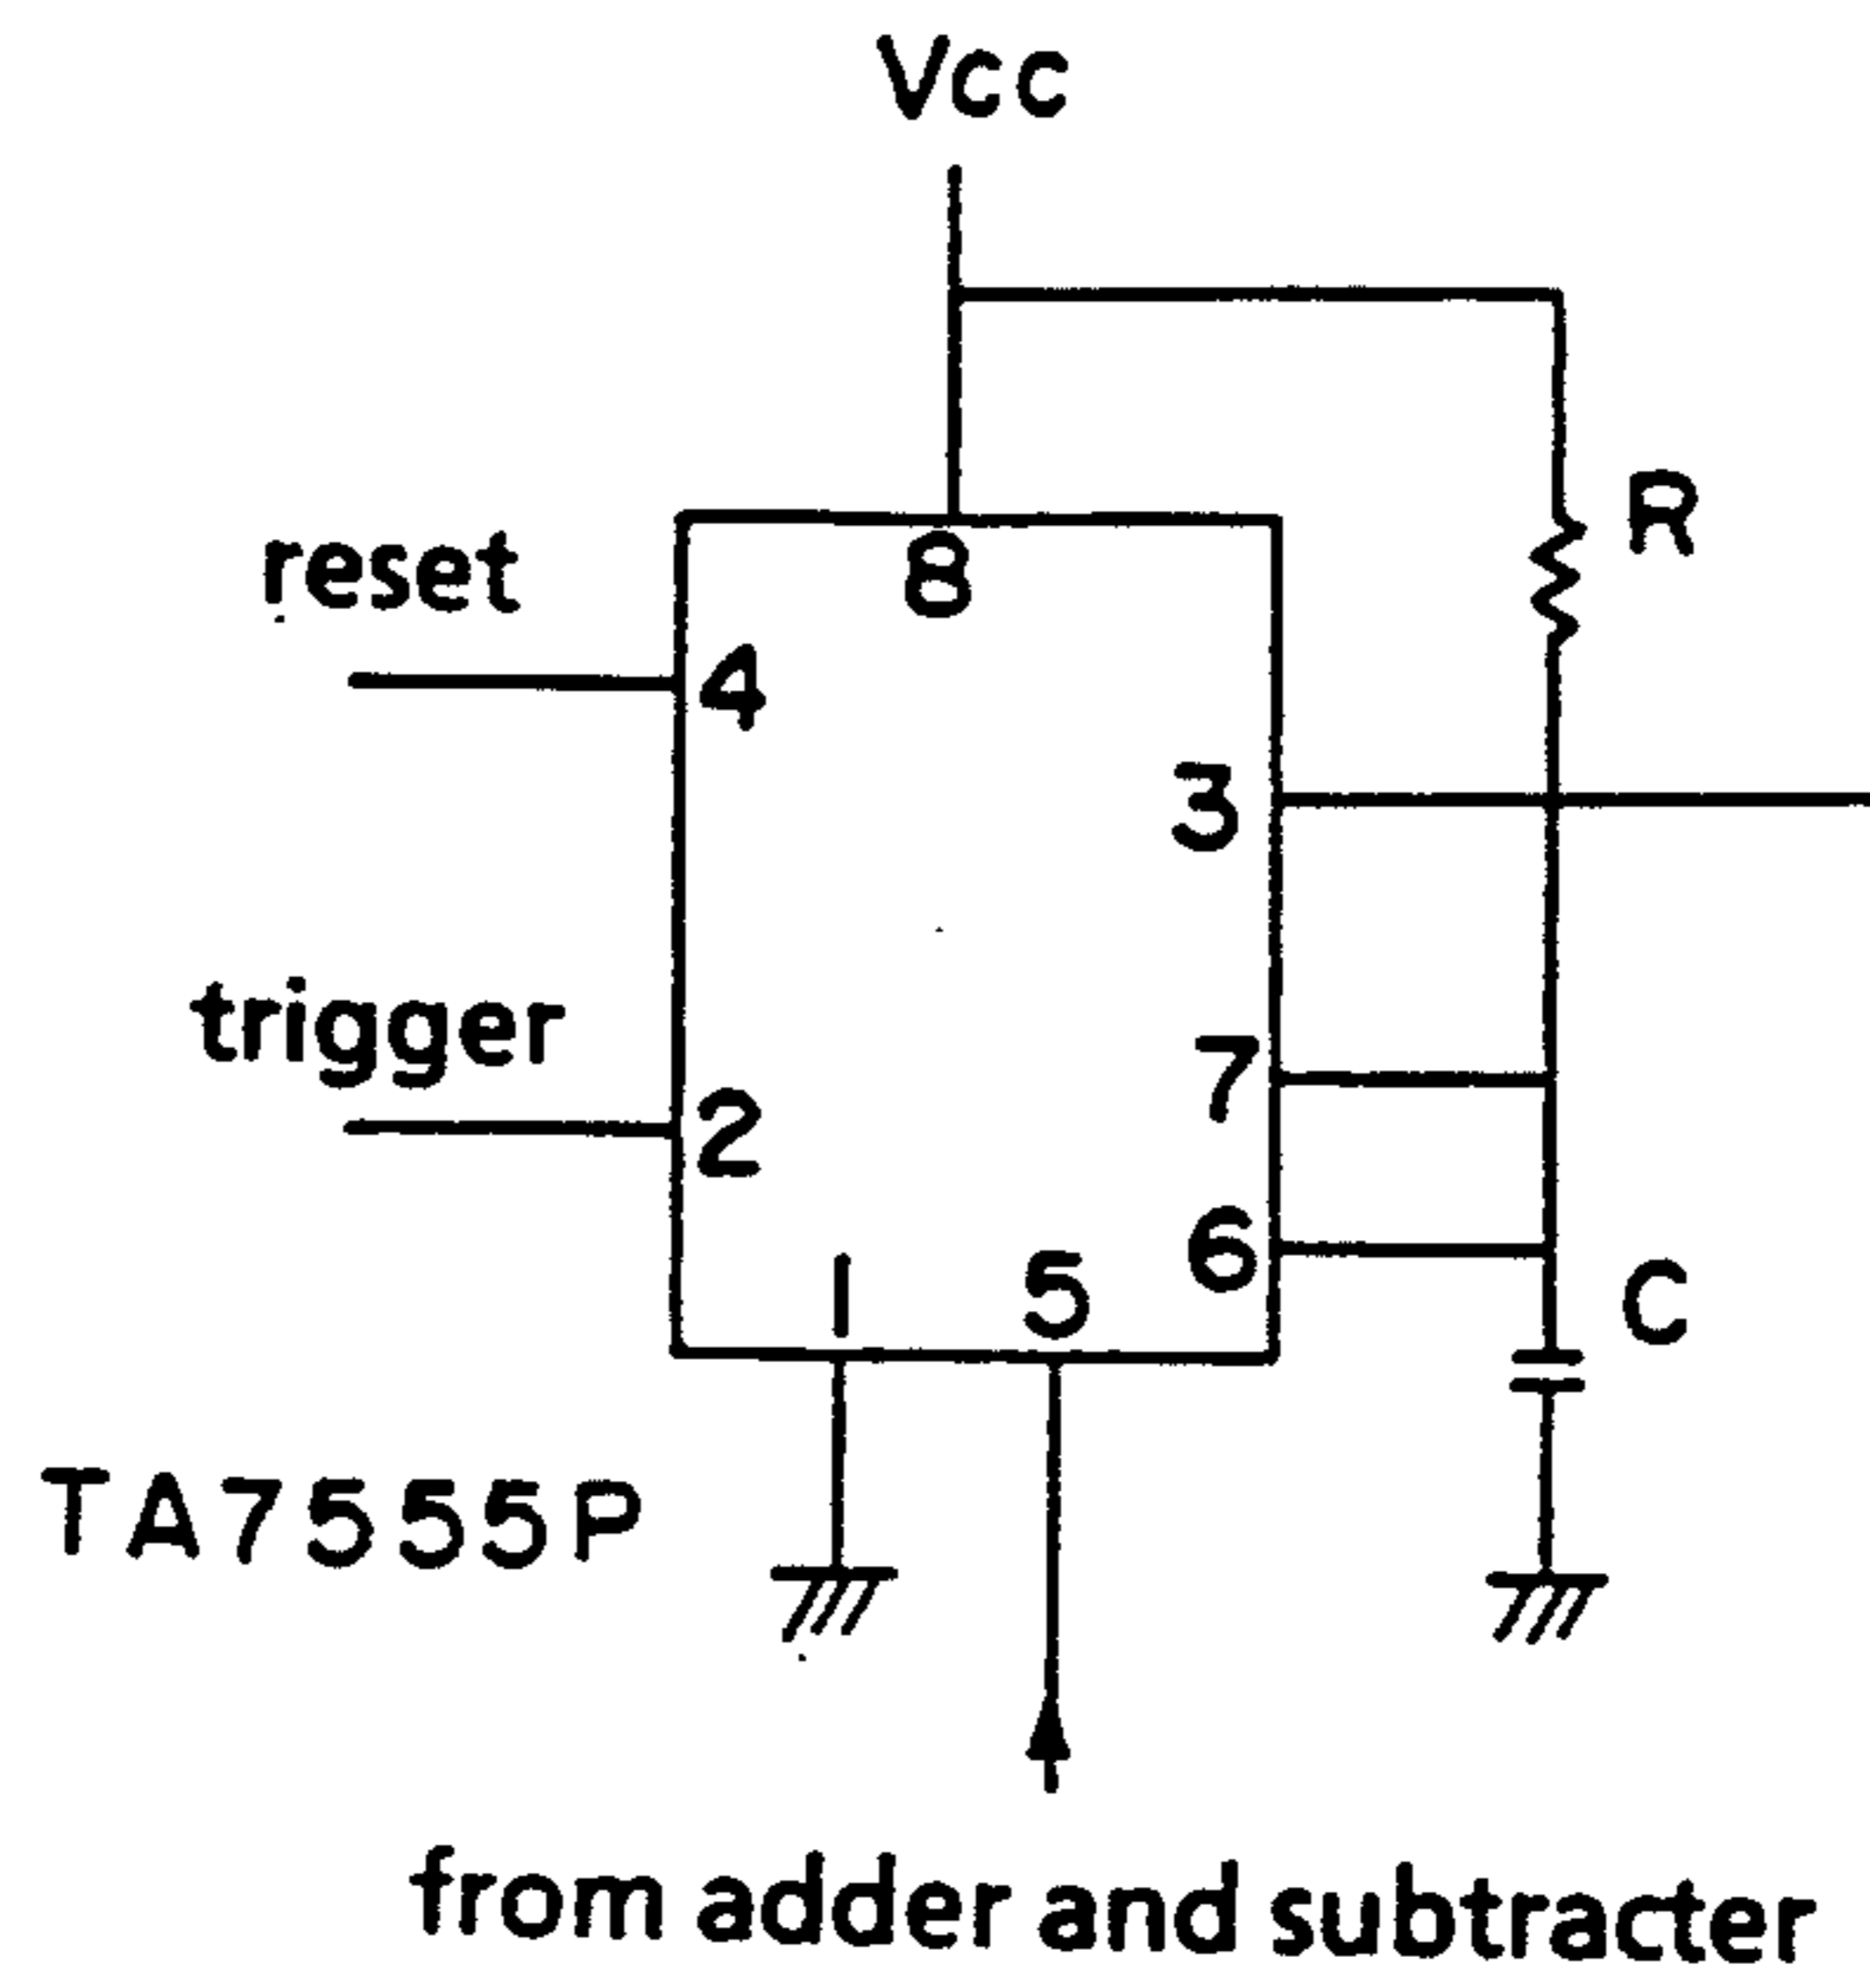 Vcc
R
reset
8
4
3
trigger
7
2
6
1
5
C
TA7555P
from adder and subtracter